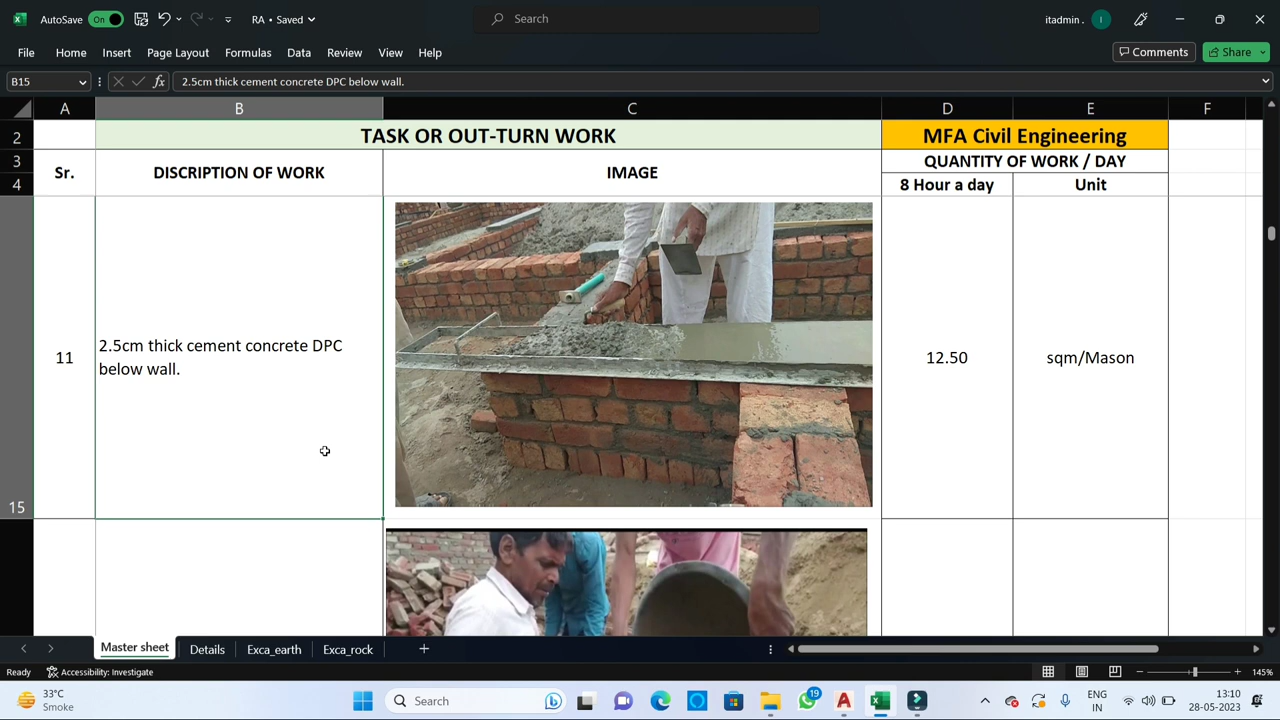 AutoSave On RA • Saved Search itadmin . I
File Home Insert Page Layout Formulas Data Review View Help Comments Share
B15 fx 2.5cm thick cement concrete DPC below wall.
A B C D E F
2 TASK OR OUT-TURN WORK MFA Civil Engineering
3 Sr. DISCRIPTION OF WORK IMAGE QUANTITY OF WORK / DAY
4 8 Hour a day Unit
11 2.5cm thick cement concrete DPC below wall. 12.50 sqm/Mason
15
Master sheet Details Exca_earth Exca_rock
Ready Accessibility: Investigate 145%
33°C Search 19 ENG 13:10
Smoke IN 28-05-2023